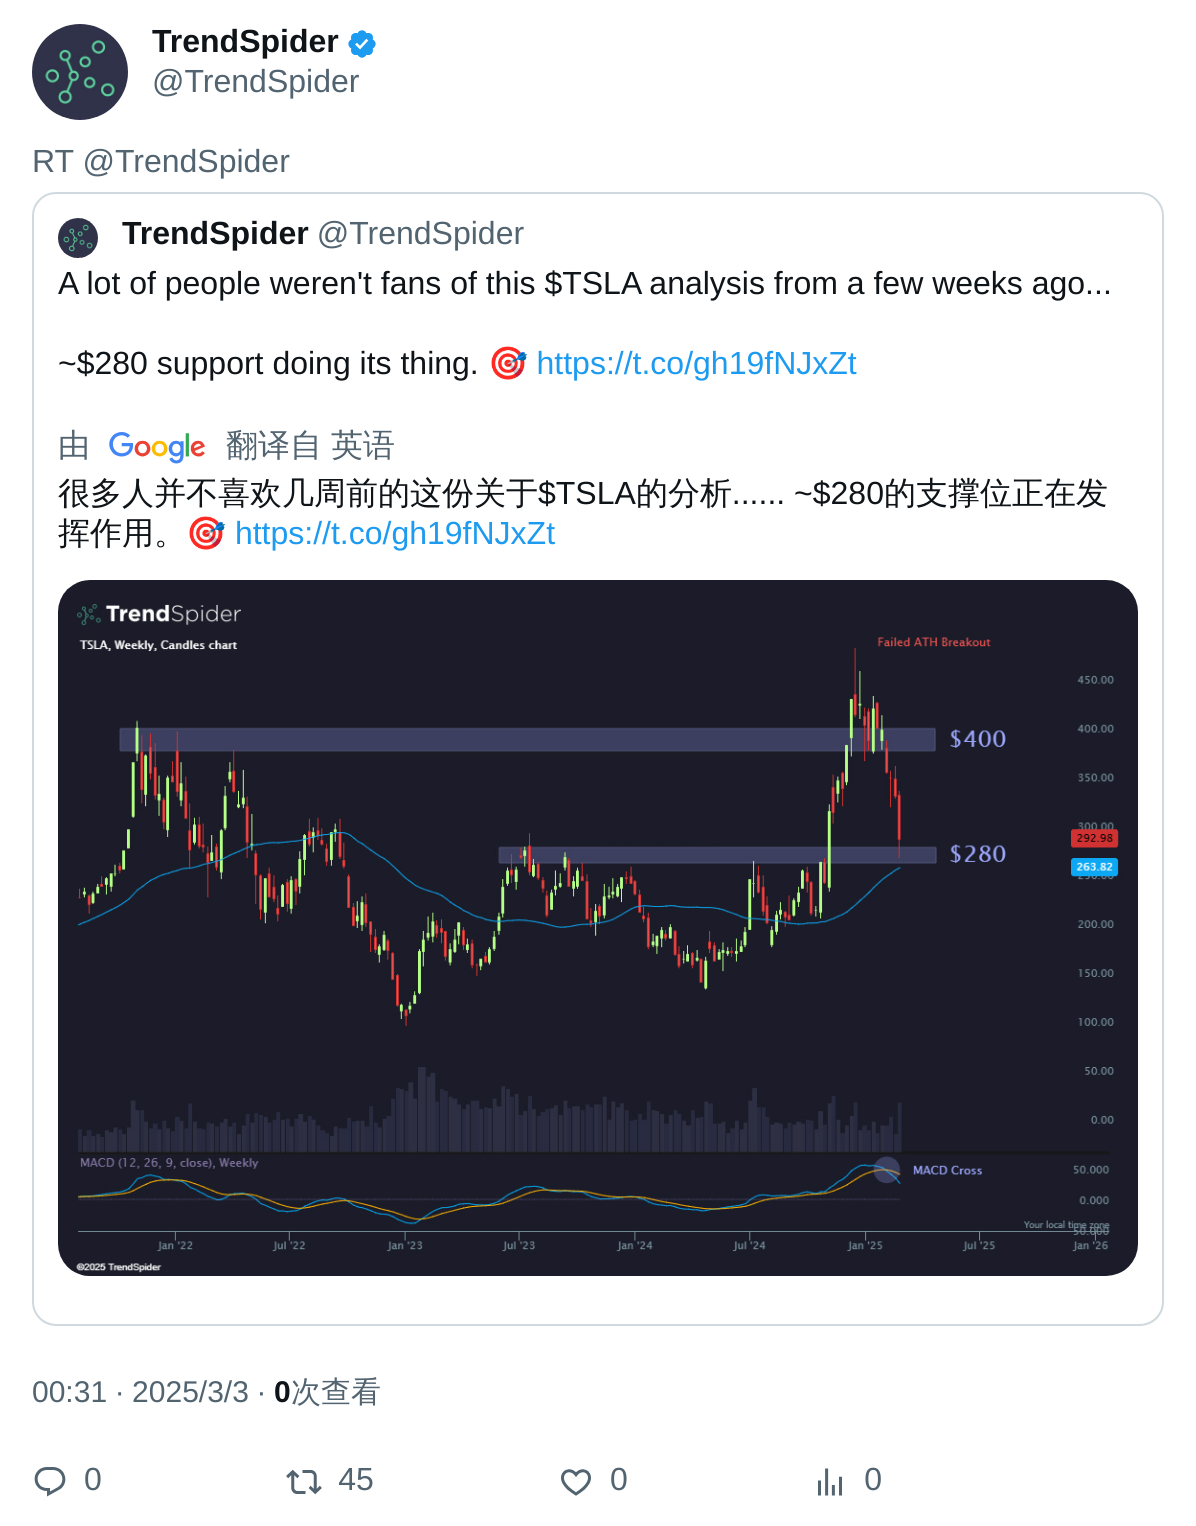 TrendSpider
@TrendSpider
RT @TrendSpider
TrendSpider @TrendSpider
A lot of people weren't fans of this $TSLA analysis from a few weeks ago...
~$280 support doing its thing. 🎯 https://t.co/gh19fNJxZt
由 Google 翻译自 英语
很多人并不喜欢几周前的这份关于$TSLA的分析...... ~$280的支撑位正在发
挥作用。🎯 https://t.co/gh19fNJxZt
TrendSpider
TSLA, Weekly, Candles chart
Failed ATH Breakout
450.00
400.00
$400
350.00
300.00
292.98
$280
263.82
250.00
200.00
150.00
100.00
50.00
0.00
MACD (12, 26, 9, close), Weekly
MACD Cross
50.000
0.000
Your local time zone
50.000
Jan '22 Jul '22 Jan '23 Jul '23 Jan '24 Jul '24 Jan '25 Jul '25 Jan '26
©2025 TrendSpider
00:31 · 2025/3/3 · 0次查看
0 45 0 0